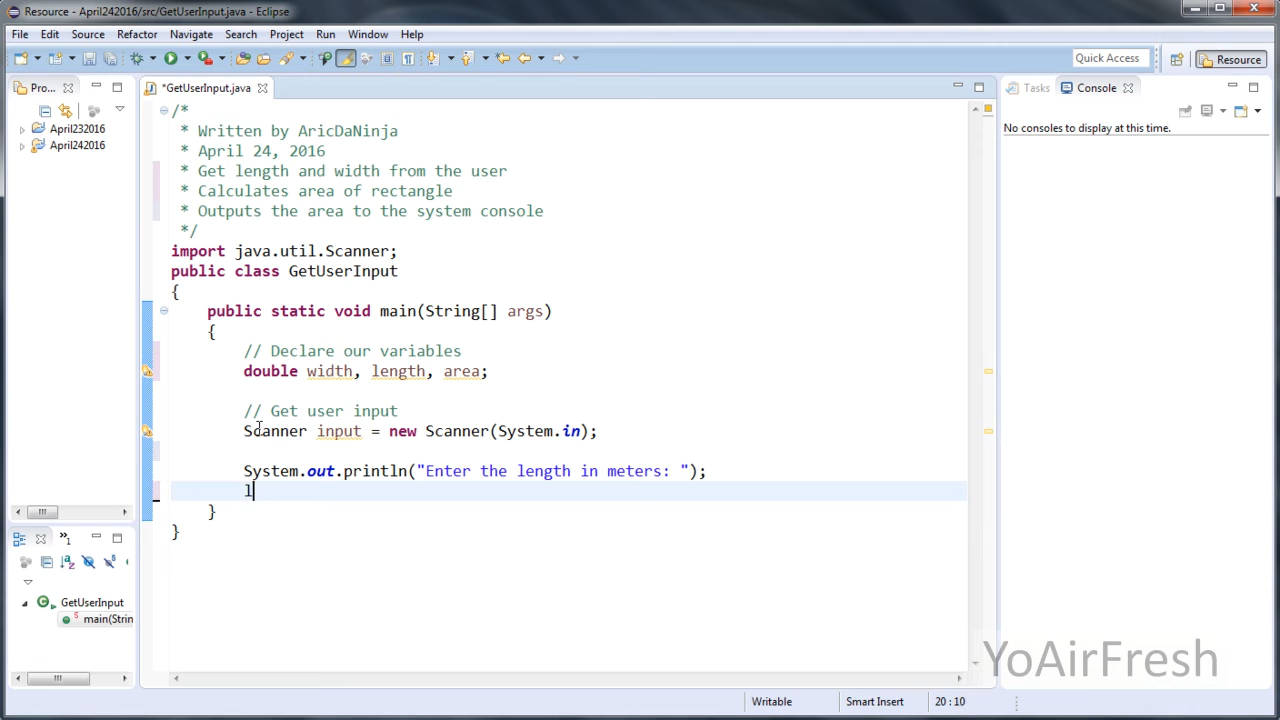 Resource - April242016/src/GetUserInput.java - Eclipse
File Edit Source Refactor Navigate Search Project Run Window Help
Quick Access Resource
Pro... *GetUserInput.java Tasks Console
No consoles to display at this time.
April232016
April242016
/*
* Written by AricDaNinja
* April 24, 2016
* Get length and width from the user
* Calculates area of rectangle
* Outputs the area to the system console
*/
import java.util.Scanner;
public class GetUserInput
{
public static void main(String[] args)
{
// Declare our variables
double width, length, area;
// Get user input
Scanner input = new Scanner(System.in);
System.out.println("Enter the length in meters: ");
l
}
}
»1
GetUserInput
main(Strin
YoAirFresh
Writable Smart Insert 20:10